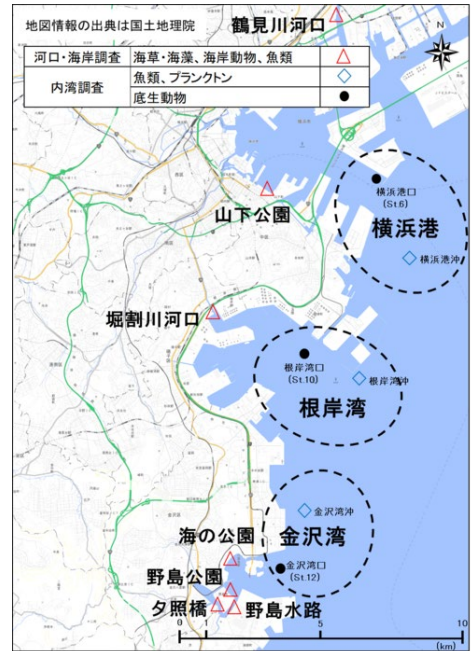 地図情報の出典は国土地理院
鶴見川河口
N
河口・海岸調査 海草・海藻、海岸動物、魚類
内湾調査 魚類、プランクトン
底生動物
横浜港口
(St.6)
山下公園
横浜港
横浜港沖
堀割川河口
根岸湾口
(St.10)
根岸湾沖
根岸湾
金沢湾沖
海の公園
金沢湾
野島公園
金沢湾口
(St.12)
夕照橋
野島水路
0 5 10
(km)